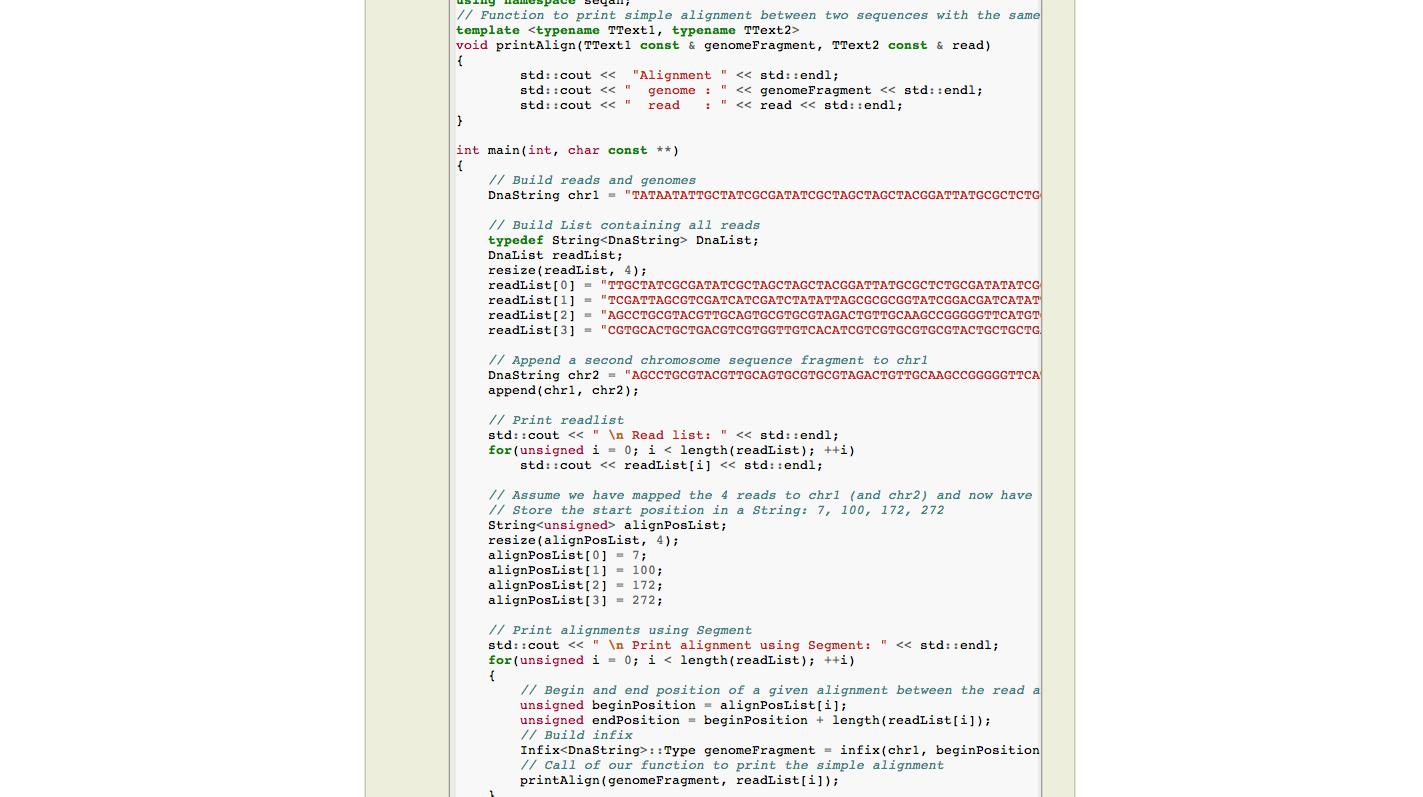 using namespace seqan;
// Function to print simple alignment between two sequences with the same
template <typename TText1, typename TText2>
void printAlign(TText1 const & genomeFragment, TText2 const & read)
{
        std::cout <<  "Alignment " << std::endl;
        std::cout << "  genome : " << genomeFragment << std::endl;
        std::cout << "  read   : " << read << std::endl;
}
int main(int, char const **)
{
    // Build reads and genomes
    DnaString chr1 = "TATAATATTGCTATCGCGATATCGCTAGCTAGCTACGGATTATGCGCTCTG
    // Build List containing all reads
    typedef String<DnaString> DnaList;
    DnaList readList;
    resize(readList, 4);
    readList[0] = "TTGCTATCGCGATATCGCTAGCTAGCTACGGATTATGCGCTCTGCGATATATCG
    readList[1] = "TCGATTAGCGTCGATCATCGATCTATATTAGCGCGCGGTATCGGACGATCATAT
    readList[2] = "AGCCTGCGTACGTTGCAGTGCGTGCGTAGACTGTTGCAAGCCGGGGGTTCATGT
    readList[3] = "CGTGCACTGCTGACGTCGTGGTTGTCACATCGTCGTGCGTGCGTACTGCTGCTG
    // Append a second chromosome sequence fragment to chr1
    DnaString chr2 = "AGCCTGCGTACGTTGCAGTGCGTGCGTAGACTGTTGCAAGCCGGGGGTTCA
    append(chr1, chr2);
    // Print readlist
    std::cout << " \n Read list: " << std::endl;
    for(unsigned i = 0; i < length(readList); ++i)
        std::cout << readList[i] << std::endl;
    // Assume we have mapped the 4 reads to chr1 (and chr2) and now have
    // Store the start position in a String: 7, 100, 172, 272
    String<unsigned> alignPosList;
    resize(alignPosList, 4);
    alignPosList[0] = 7;
    alignPosList[1] = 100;
    alignPosList[2] = 172;
    alignPosList[3] = 272;
    // Print alignments using Segment
    std::cout << " \n Print alignment using Segment: " << std::endl;
    for(unsigned i = 0; i < length(readList); ++i)
    {
        // Begin and end position of a given alignment between the read a
        unsigned beginPosition = alignPosList[i];
        unsigned endPosition = beginPosition + length(readList[i]);
        // Build infix
        Infix<DnaString>::Type genomeFragment = infix(chr1, beginPosition
        // Call of our function to print the simple alignment
        printAlign(genomeFragment, readList[i]);
    }